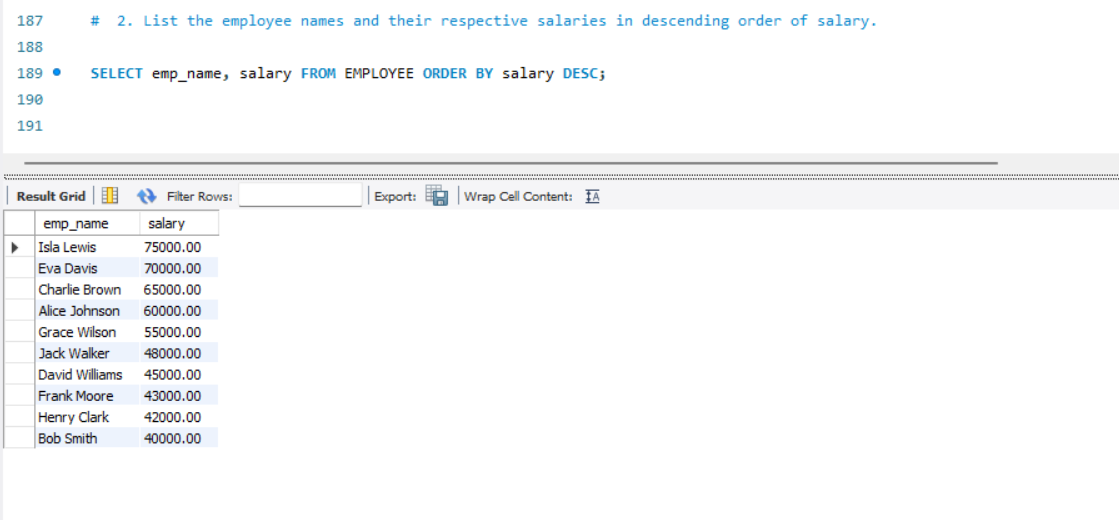 187 # 2. List the employee names and their respective salaries in descending order of salary.
188
189 SELECT emp_name, salary FROM EMPLOYEE ORDER BY salary DESC;
190
191
Result Grid Filter Rows: Export: Wrap Cell Content: IA
emp_name salary
Isla Lewis 75000.00
Eva Davis 70000.00
Charlie Brown 65000.00
Alice Johnson 60000.00
Grace Wilson 55000.00
Jack Walker 48000.00
David Williams 45000.00
Frank Moore 43000.00
Henry Clark 42000.00
Bob Smith 40000.00